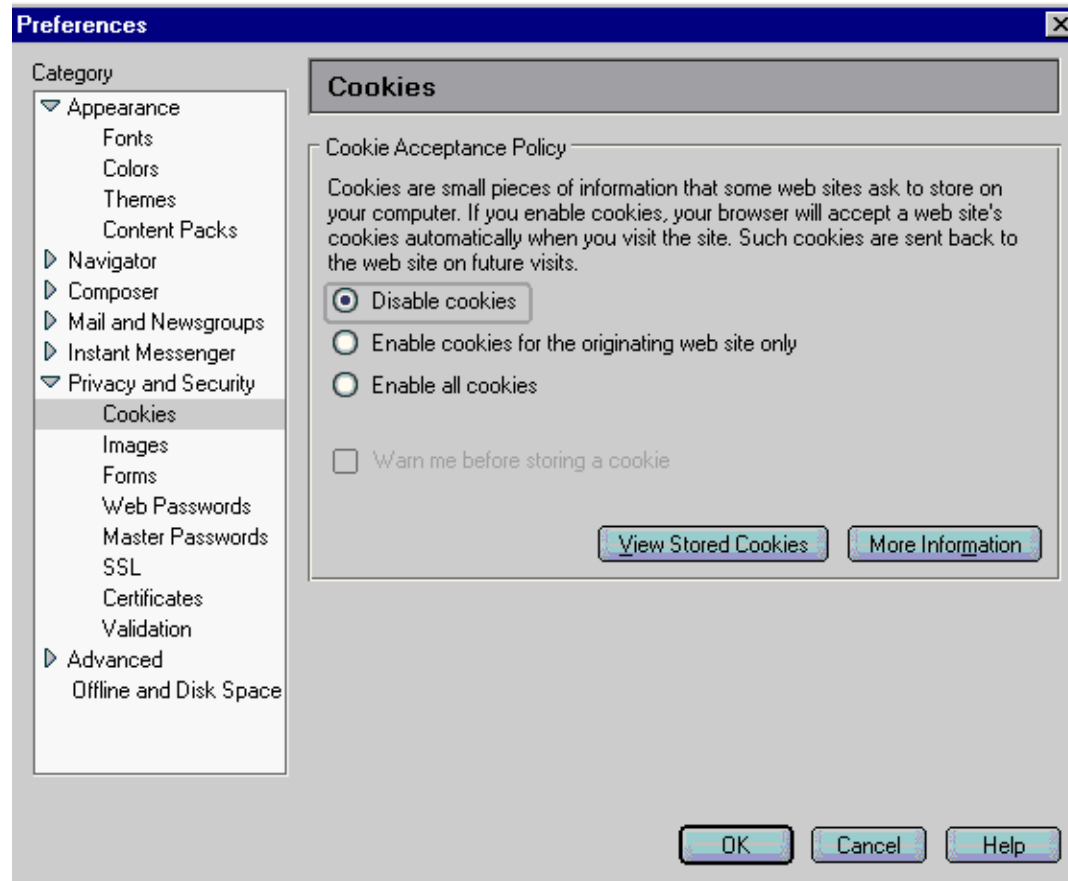 Preferences
Category
Appearance
Fonts
Colors
Themes
Content Packs
Navigator
Composer
Mail and Newsgroups
Instant Messenger
Privacy and Security
Cookies
Images
Forms
Web Passwords
Master Passwords
SSL
Certificates
Validation
Advanced
Offline and Disk Space
Cookies
Cookie Acceptance Policy
Cookies are small pieces of information that some web sites ask to store on
your computer. If you enable cookies, your browser will accept a web site's
cookies automatically when you visit the site. Such cookies are sent back to
the web site on future visits.
Disable cookies
Enable cookies for the originating web site only
Enable all cookies
Warn me before storing a cookie
View Stored Cookies
More Information
OK
Cancel
Help